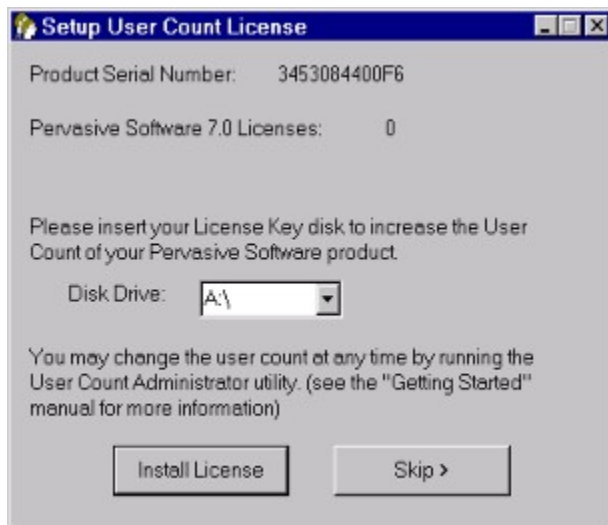 Setup User Count License
Product Serial Number: 3453084400F6
Pervasive Software 7.0 Licenses: 0
Please insert your License Key disk to increase the User
Count of your Pervasive Software product.
Disk Drive: A:\
You may change the user count at any time by running the
User Count Administrator utility. (see the "Getting Started"
manual for more information)
Install License Skip >